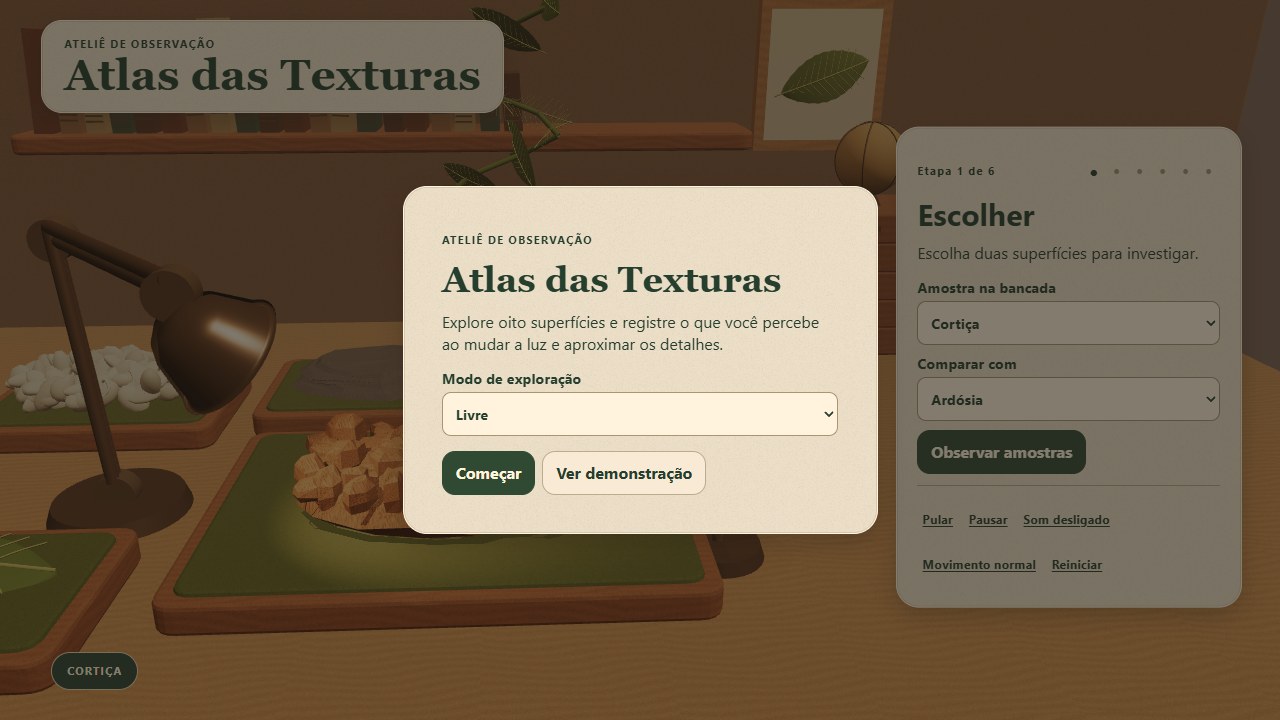 ATELIÊ DE OBSERVAÇÃO
Atlas das Texturas
ATELIÊ DE OBSERVAÇÃO
Atlas das Texturas
Explore oito superfícies e registre o que você percebe
ao mudar a luz e aproximar os detalhes.
Modo de exploração
Livre
Começar Ver demonstração
Etapa 1 de 6
Escolher
Escolha duas superfícies para investigar.
Amostra na bancada
Cortiça
Comparar com
Ardósia
Observar amostras
Pular Pausar Som desligado
Movimento normal Reiniciar
CORTIÇA